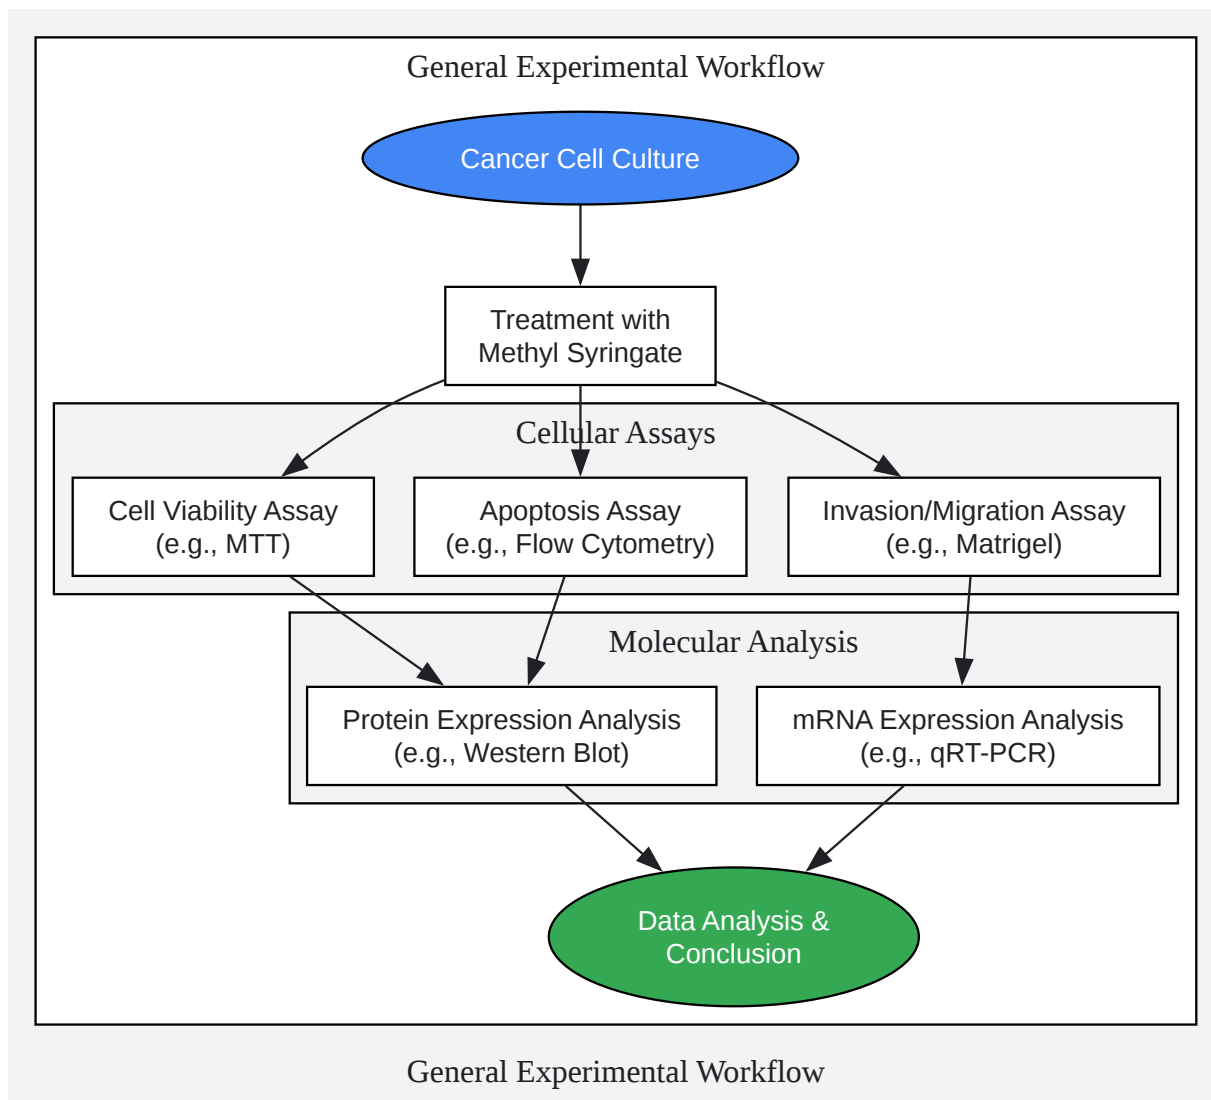 General Experimental Workflow
Cancer Cell Culture
Treatment with
Methyl Syringate
Cellular Assays
Cell Viability Assay
(e.g., MTT)
Apoptosis Assay
(e.g., Flow Cytometry)
Invasion/Migration Assay
(e.g., Matrigel)
Molecular Analysis
Protein Expression Analysis
(e.g., Western Blot)
mRNA Expression Analysis
(e.g., qRT-PCR)
Data Analysis &
Conclusion
General Experimental Workflow